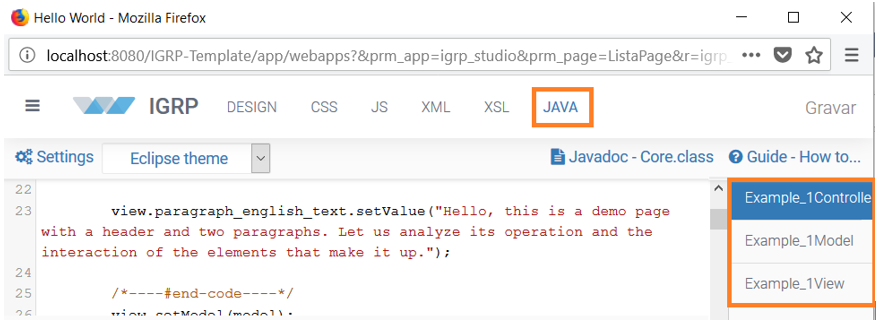 Hello World - Mozilla Firefox
localhost:8080/IGRP-Template/app/webapps?&prm_app=igrp_studio&prm_page=ListaPage&r=igrp_
IGRP DESIGN CSS JS XML XSL JAVA Gravar
Settings Eclipse theme Javadoc - Core.class Guide - How to...
22
23 view.paragraph_english_text.setValue("Hello, this is a demo page
with a header and two paragraphs. Let us analyze its operation and the
interaction of the elements that make it up.");
24
25 /*----#end-code----*/
26 view.setModel(model);
Example_1Controlle
Example_1Model
Example_1View